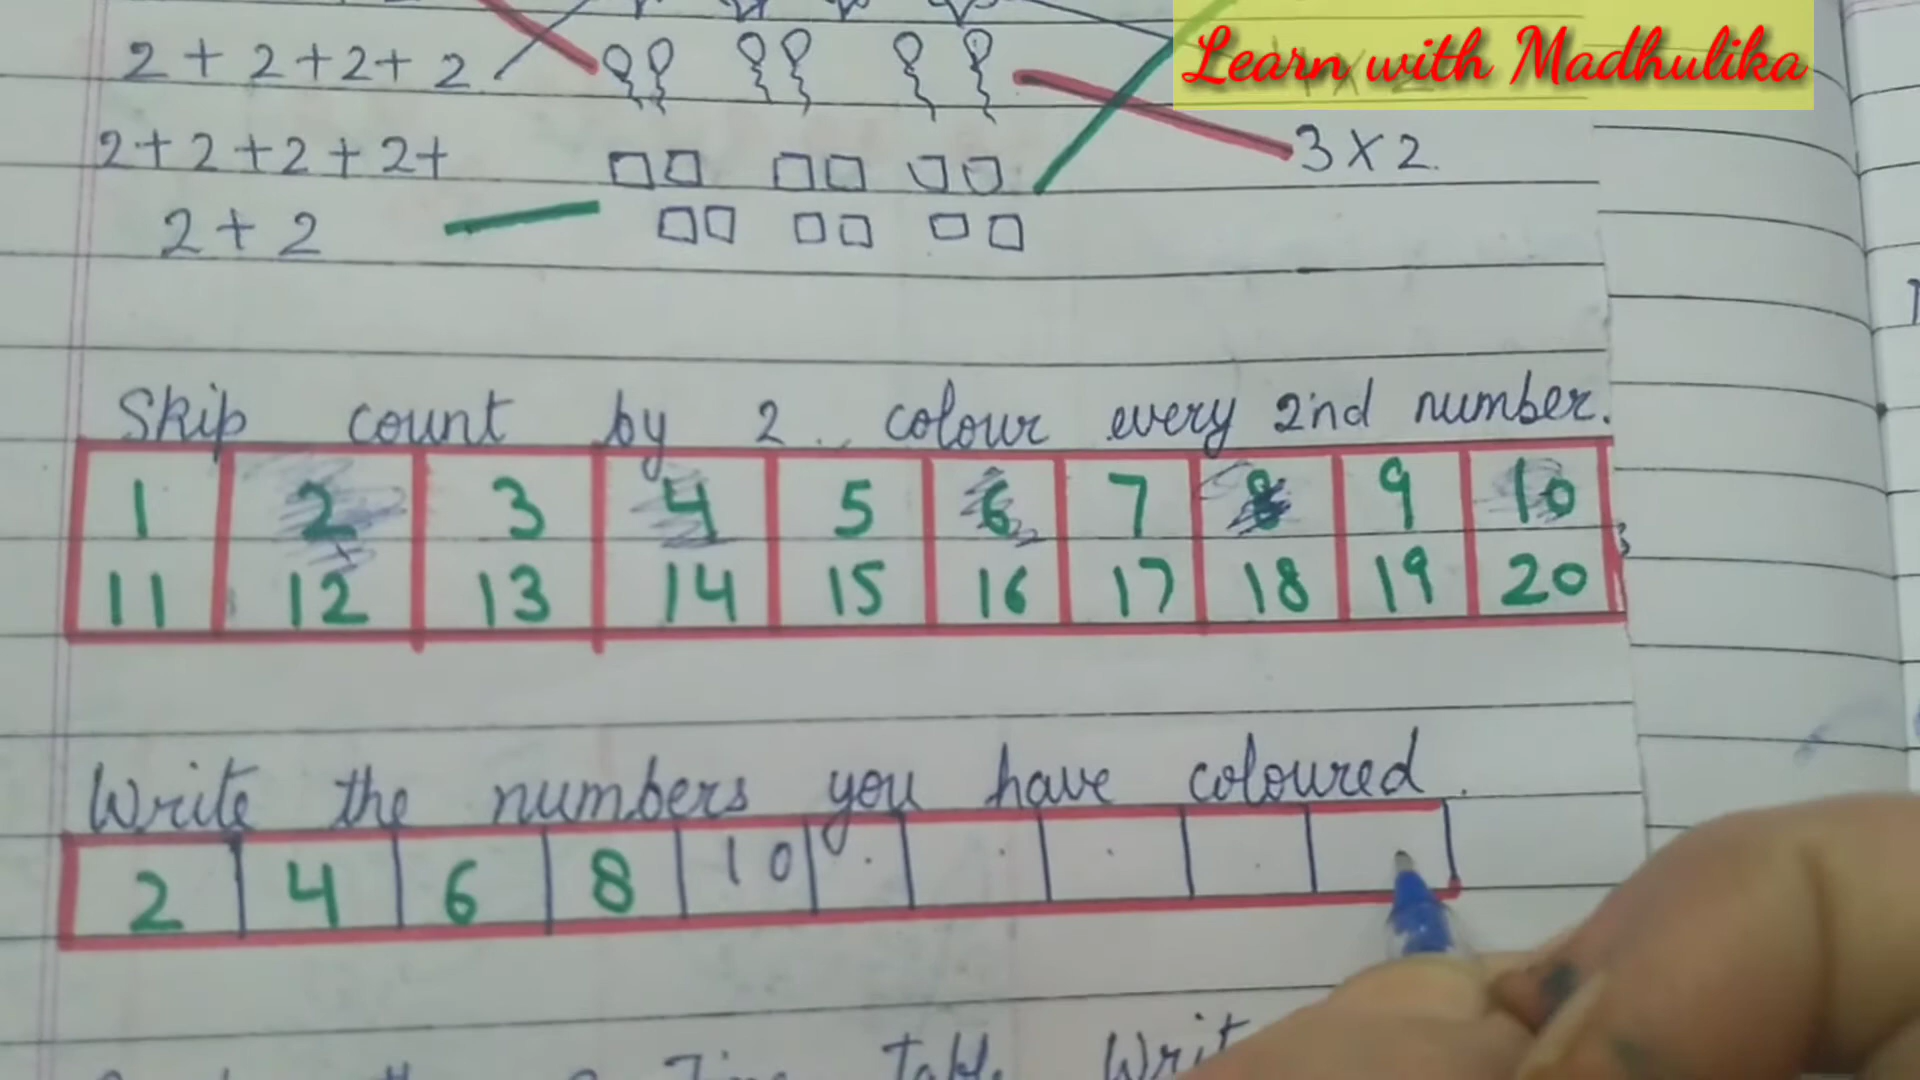 Learn with Madhulika
2 + 2 + 2 + 2
3 X 2.
2 + 2 + 2 + 2 +
2 + 2
Skip count by 2 .. colour every 2nd number.
1 2 3 4 5 6 7 8 9 10
11 12 13 14 15 16 17 18 19 20
Write the numbers you have coloured.
2 4 6 8 10
Table Writ